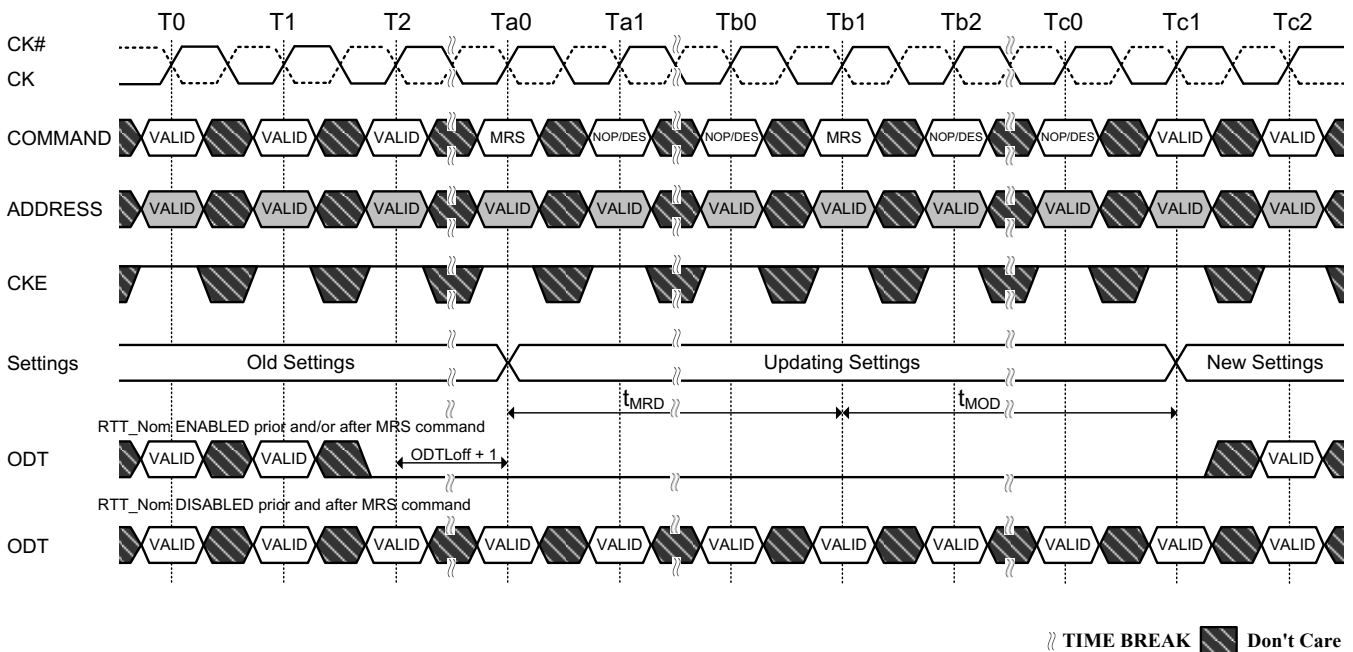 T0 T1 T2 Ta0 Ta1 Tb0 Tb1 Tb2 Tc0 Tc1 Tc2
CK#
CK
COMMAND VALID VALID VALID MRS NOP/DES NOP/DES MRS NOP/DES NOP/DES VALID VALID
ADDRESS VALID VALID VALID VALID VALID VALID VALID VALID VALID VALID VALID
CKE
Settings Old Settings Updating Settings New Settings
tMRD tMOD
RTT_Nom ENABLED prior and/or after MRS command
ODT VALID VALID ODTLoff + 1 VALID
RTT_Nom DISABLED prior and after MRS command
ODT VALID VALID VALID VALID VALID VALID VALID VALID VALID VALID VALID
TIME BREAK Don't Care